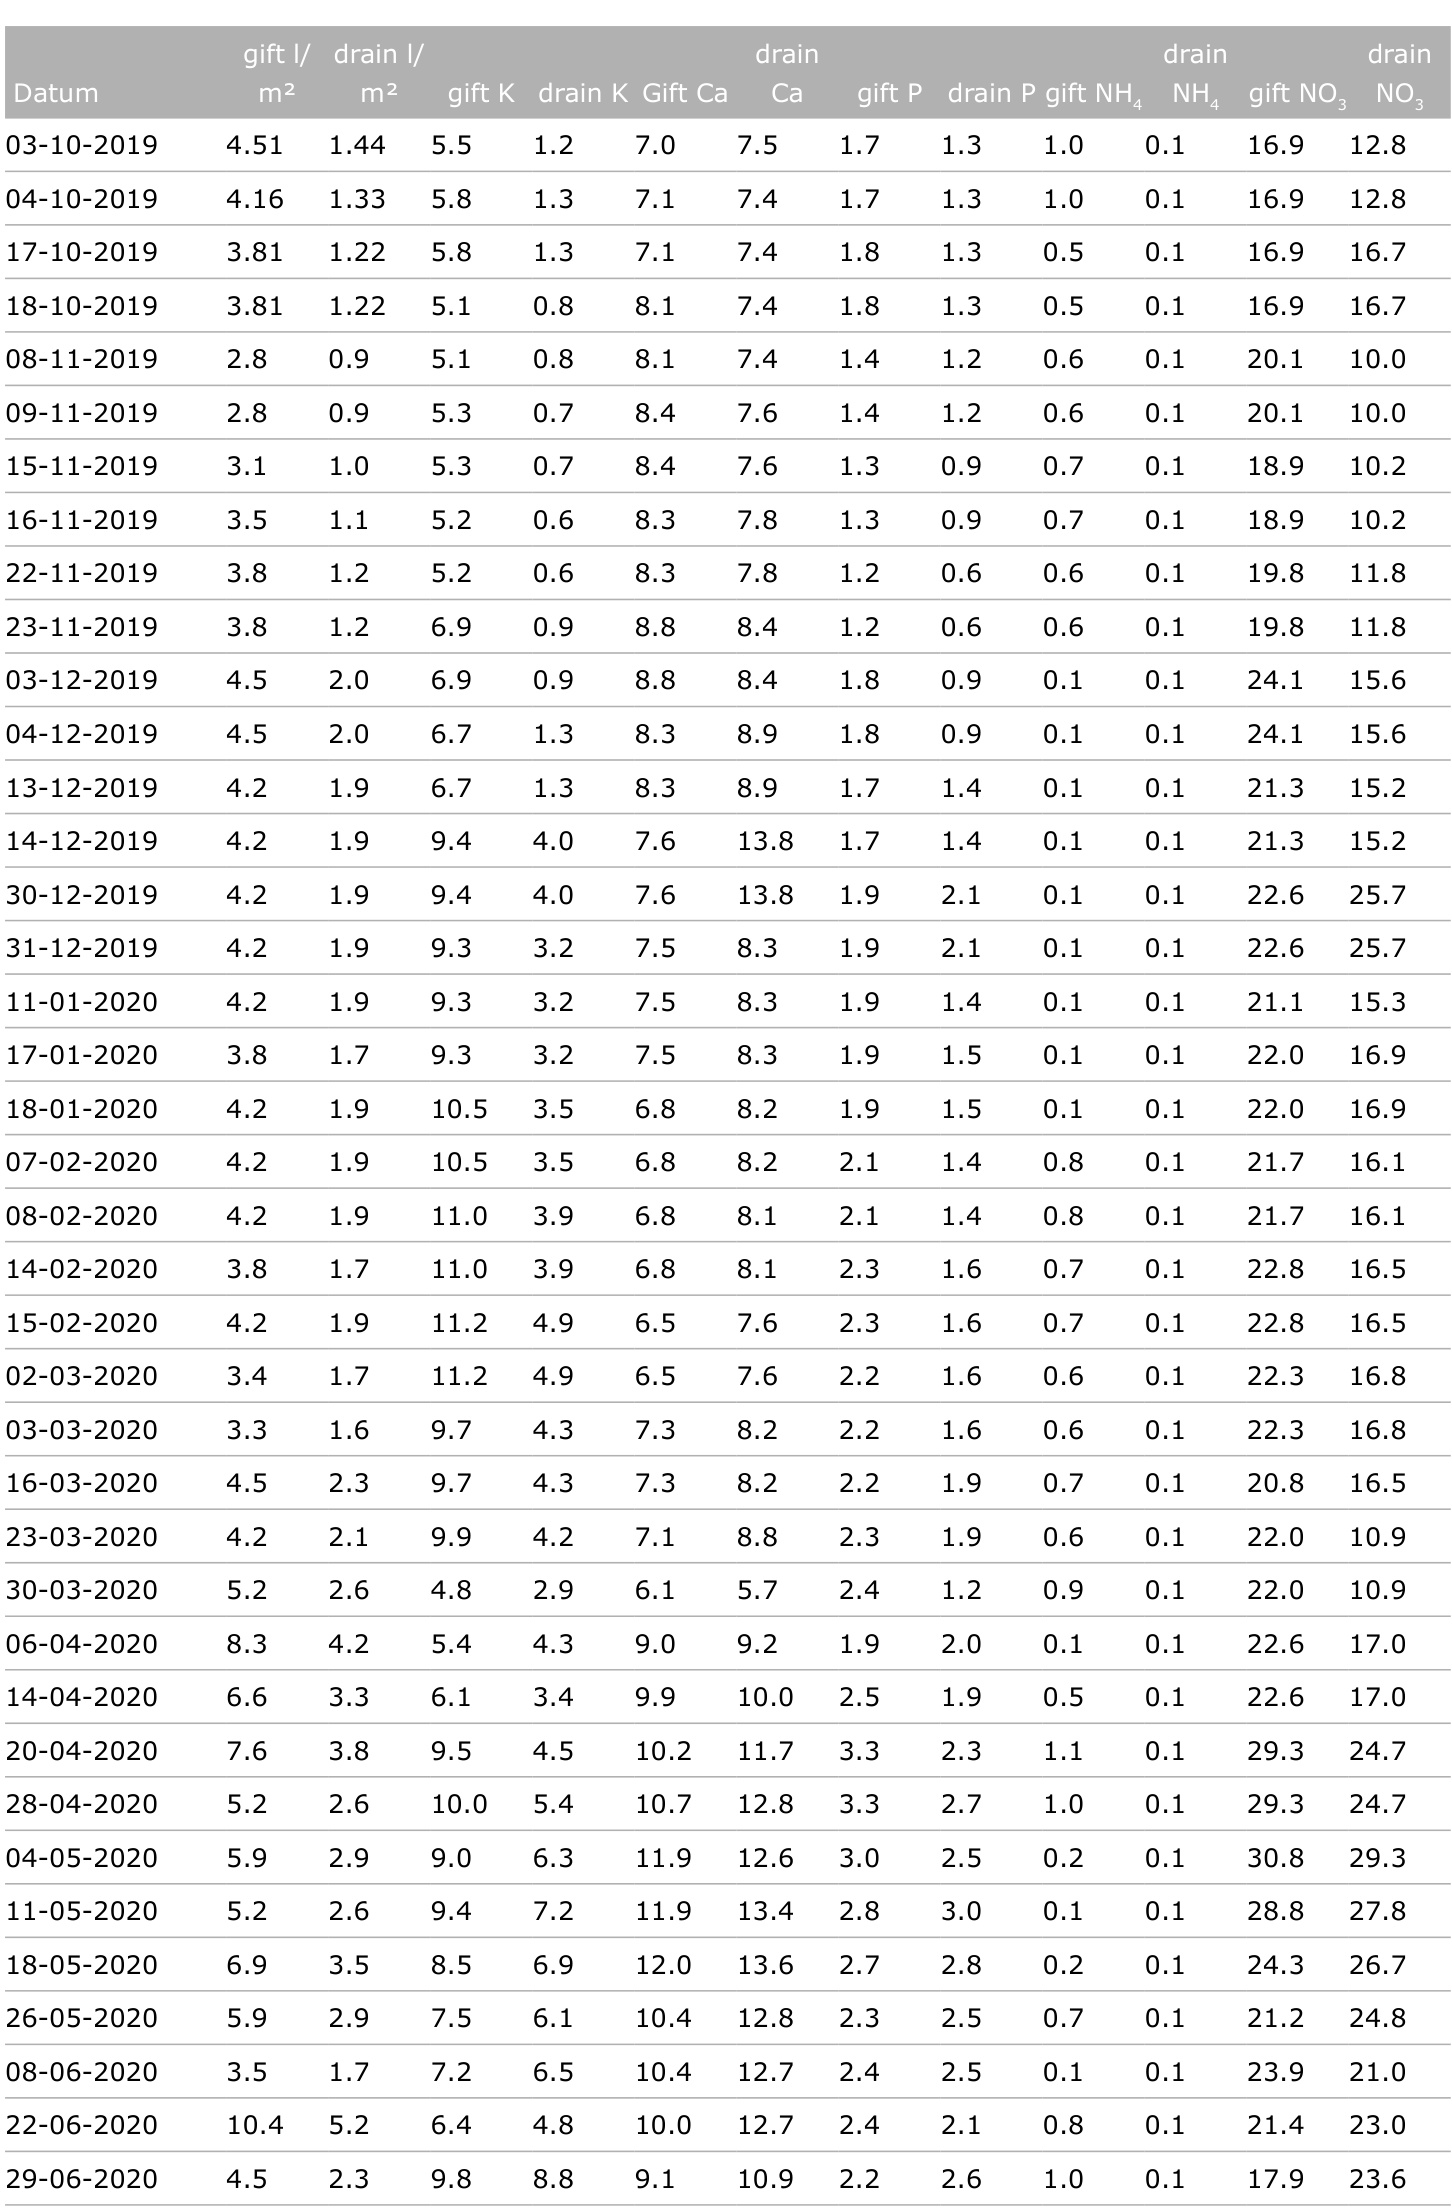 gift l/ drain l/ drain drain drain
Datum m² m² gift K drain K Gift Ca Ca gift P drain P gift NH₄ NH₄ gift NO₃ NO₃
03-10-2019 4.51 1.44 5.5 1.2 7.0 7.5 1.7 1.3 1.0 0.1 16.9 12.8
04-10-2019 4.16 1.33 5.8 1.3 7.1 7.4 1.7 1.3 1.0 0.1 16.9 12.8
17-10-2019 3.81 1.22 5.8 1.3 7.1 7.4 1.8 1.3 0.5 0.1 16.9 16.7
18-10-2019 3.81 1.22 5.1 0.8 8.1 7.4 1.8 1.3 0.5 0.1 16.9 16.7
08-11-2019 2.8 0.9 5.1 0.8 8.1 7.4 1.4 1.2 0.6 0.1 20.1 10.0
09-11-2019 2.8 0.9 5.3 0.7 8.4 7.6 1.4 1.2 0.6 0.1 20.1 10.0
15-11-2019 3.1 1.0 5.3 0.7 8.4 7.6 1.3 0.9 0.7 0.1 18.9 10.2
16-11-2019 3.5 1.1 5.2 0.6 8.3 7.8 1.3 0.9 0.7 0.1 18.9 10.2
22-11-2019 3.8 1.2 5.2 0.6 8.3 7.8 1.2 0.6 0.6 0.1 19.8 11.8
23-11-2019 3.8 1.2 6.9 0.9 8.8 8.4 1.2 0.6 0.6 0.1 19.8 11.8
03-12-2019 4.5 2.0 6.9 0.9 8.8 8.4 1.8 0.9 0.1 0.1 24.1 15.6
04-12-2019 4.5 2.0 6.7 1.3 8.3 8.9 1.8 0.9 0.1 0.1 24.1 15.6
13-12-2019 4.2 1.9 6.7 1.3 8.3 8.9 1.7 1.4 0.1 0.1 21.3 15.2
14-12-2019 4.2 1.9 9.4 4.0 7.6 13.8 1.7 1.4 0.1 0.1 21.3 15.2
30-12-2019 4.2 1.9 9.4 4.0 7.6 13.8 1.9 2.1 0.1 0.1 22.6 25.7
31-12-2019 4.2 1.9 9.3 3.2 7.5 8.3 1.9 2.1 0.1 0.1 22.6 25.7
11-01-2020 4.2 1.9 9.3 3.2 7.5 8.3 1.9 1.4 0.1 0.1 21.1 15.3
17-01-2020 3.8 1.7 9.3 3.2 7.5 8.3 1.9 1.5 0.1 0.1 22.0 16.9
18-01-2020 4.2 1.9 10.5 3.5 6.8 8.2 1.9 1.5 0.1 0.1 22.0 16.9
07-02-2020 4.2 1.9 10.5 3.5 6.8 8.2 2.1 1.4 0.8 0.1 21.7 16.1
08-02-2020 4.2 1.9 11.0 3.9 6.8 8.1 2.1 1.4 0.8 0.1 21.7 16.1
14-02-2020 3.8 1.7 11.0 3.9 6.8 8.1 2.3 1.6 0.7 0.1 22.8 16.5
15-02-2020 4.2 1.9 11.2 4.9 6.5 7.6 2.3 1.6 0.7 0.1 22.8 16.5
02-03-2020 3.4 1.7 11.2 4.9 6.5 7.6 2.2 1.6 0.6 0.1 22.3 16.8
03-03-2020 3.3 1.6 9.7 4.3 7.3 8.2 2.2 1.6 0.6 0.1 22.3 16.8
16-03-2020 4.5 2.3 9.7 4.3 7.3 8.2 2.2 1.9 0.7 0.1 20.8 16.5
23-03-2020 4.2 2.1 9.9 4.2 7.1 8.8 2.3 1.9 0.6 0.1 22.0 10.9
30-03-2020 5.2 2.6 4.8 2.9 6.1 5.7 2.4 1.2 0.9 0.1 22.0 10.9
06-04-2020 8.3 4.2 5.4 4.3 9.0 9.2 1.9 2.0 0.1 0.1 22.6 17.0
14-04-2020 6.6 3.3 6.1 3.4 9.9 10.0 2.5 1.9 0.5 0.1 22.6 17.0
20-04-2020 7.6 3.8 9.5 4.5 10.2 11.7 3.3 2.3 1.1 0.1 29.3 24.7
28-04-2020 5.2 2.6 10.0 5.4 10.7 12.8 3.3 2.7 1.0 0.1 29.3 24.7
04-05-2020 5.9 2.9 9.0 6.3 11.9 12.6 3.0 2.5 0.2 0.1 30.8 29.3
11-05-2020 5.2 2.6 9.4 7.2 11.9 13.4 2.8 3.0 0.1 0.1 28.8 27.8
18-05-2020 6.9 3.5 8.5 6.9 12.0 13.6 2.7 2.8 0.2 0.1 24.3 26.7
26-05-2020 5.9 2.9 7.5 6.1 10.4 12.8 2.3 2.5 0.7 0.1 21.2 24.8
08-06-2020 3.5 1.7 7.2 6.5 10.4 12.7 2.4 2.5 0.1 0.1 23.9 21.0
22-06-2020 10.4 5.2 6.4 4.8 10.0 12.7 2.4 2.1 0.8 0.1 21.4 23.0
29-06-2020 4.5 2.3 9.8 8.8 9.1 10.9 2.2 2.6 1.0 0.1 17.9 23.6